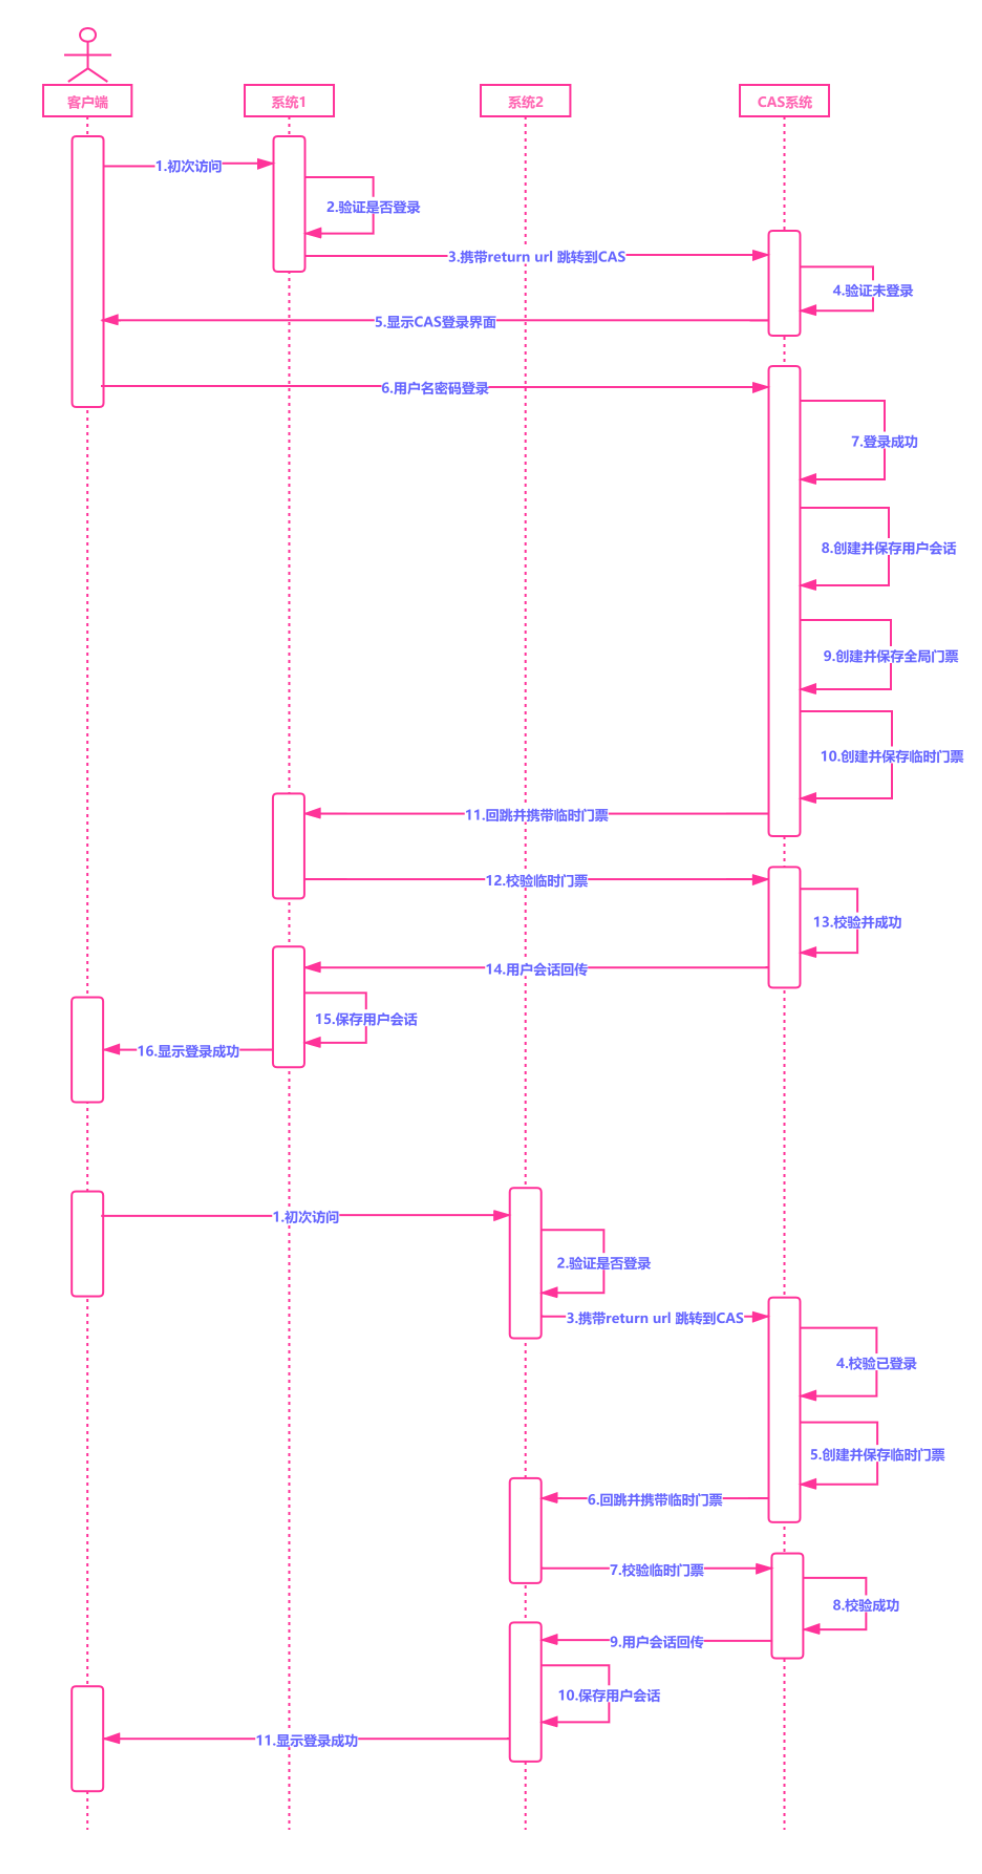 客户端
系统1
系统2
CAS系统
1.初次访问
2.验证是否登录
3.携带return url 跳转到CAS
4.验证未登录
5.显示CAS登录界面
6.用户名密码登录
7.登录成功
8.创建并保存用户会话
9.创建并保存全局门票
10.创建并保存临时门票
11.回跳并携带临时门票
12.校验临时门票
13.校验并成功
14.用户会话回传
15.保存用户会话
16.显示登录成功
1.初次访问
2.验证是否登录
3.携带return url 跳转到CAS
4.校验已登录
5.创建并保存临时门票
6.回跳并携带临时门票
7.校验临时门票
8.校验成功
9.用户会话回传
10.保存用户会话
11.显示登录成功